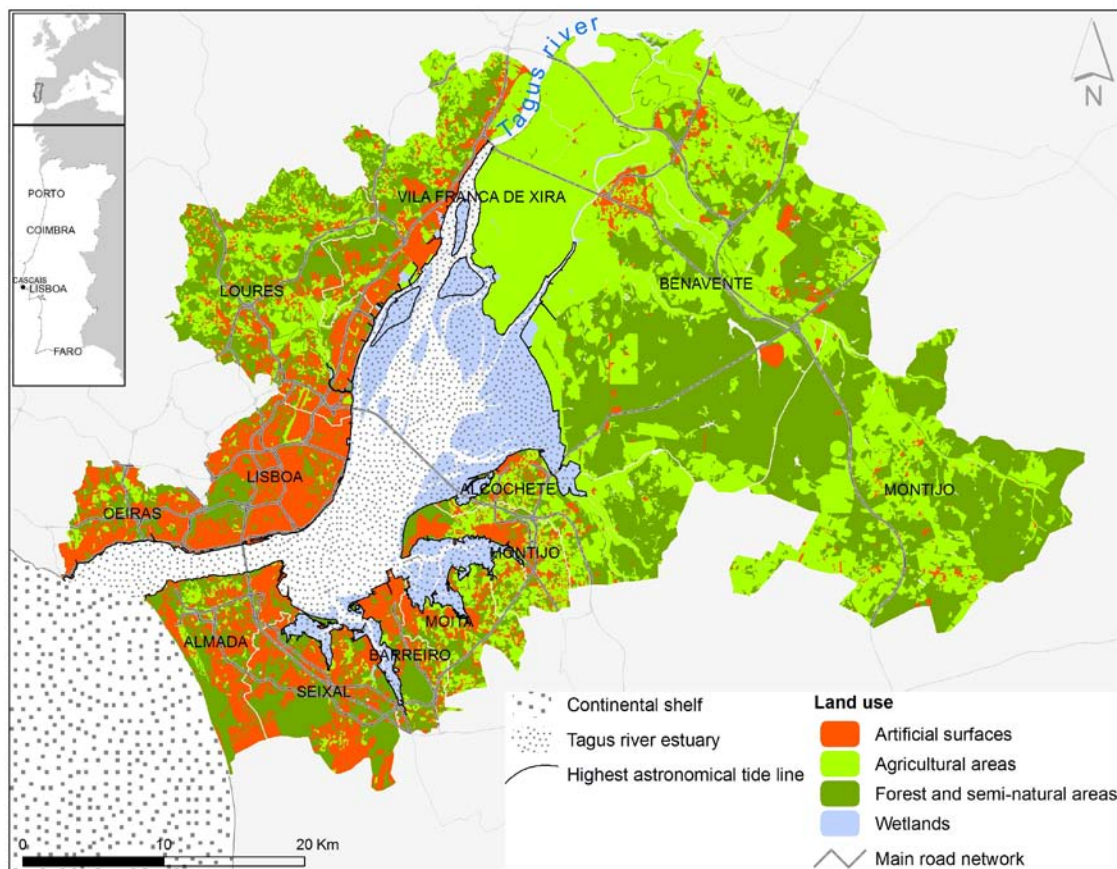 PORTO
COIMBRA
CASCAIS
LISBOA
FARO
N
Tagus river
VILA FRANCA DE XIRA
LOURES
BENAVENTE
LISBOA
OEIRAS
ALCOCHETE
MONTIJO
MONTIJO
MOITA
ALMADA
BARREIRO
SEIXAL
Continental shelf
Tagus river estuary
Highest astronomical tide line
Land use
Artificial surfaces
Agricultural areas
Forest and semi-natural areas
Wetlands
Main road network
0 10 20 Km